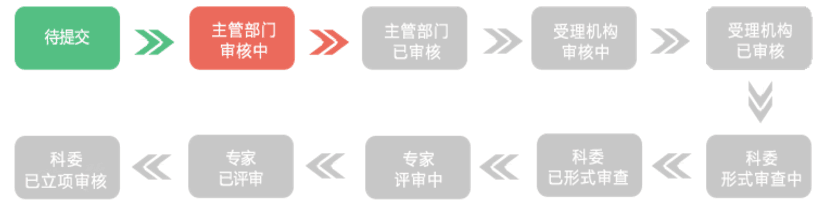 待提交
主管部门
审核中
主管部门
已审核
受理机构
审核中
受理机构
已审核
科委
形式审查中
科委
已形式审查
专家
评审中
专家
已评审
科委
已立项审核